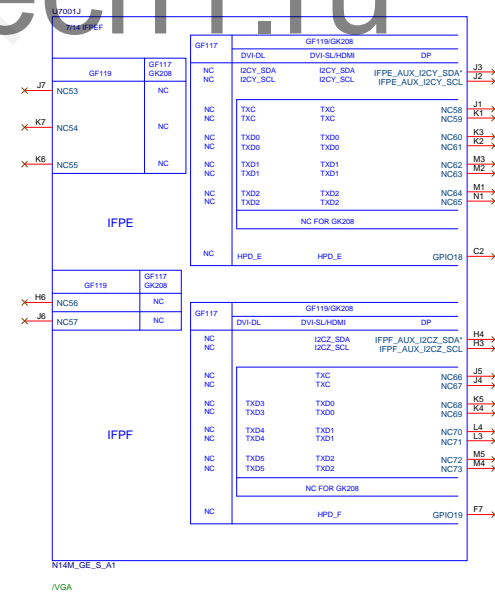 ech1.ru
U7001J
7/14 IFPEF
GF117 GF119/GK208
DVI-DL DVI-SL/HDMI DP
GF119 GF117 GK208
NC I2CY_SDA I2CY_SDA IFPE_AUX_I2CY_SDA* J3
NC I2CY_SCL I2CY_SCL IFPE_AUX_I2CY_SCL J2
J7 NC53 NC
NC TXC TXC NC58 J1
NC TXC TXC NC59 K1
K7 NC54 NC
NC TXD0 TXD0 NC60 K3
NC TXD0 TXD0 NC61 K2
K6 NC55 NC
NC TXD1 TXD1 NC62 M3
NC TXD1 TXD1 NC63 M2
NC TXD2 TXD2 NC64 M1
NC TXD2 TXD2 NC65 N1
IFPE
NC FOR GK208
NC HPD_E HPD_E GPIO18 C2
GF119 GF117 GK208
H6 NC56 NC
J6 NC57 NC
GF117 GF119/GK208
DVI-DL DVI-SL/HDMI DP
NC I2CZ_SDA IFPF_AUX_I2CZ_SDA* H4
NC I2CZ_SCL IFPF_AUX_I2CZ_SCL H3
NC TXC NC66 J5
NC TXC NC67 J4
NC TXD3 TXD0 NC68 K5
NC TXD3 TXD0 NC69 K4
IFPF
NC TXD4 TXD1 NC70 L4
NC TXD4 TXD1 NC71 L3
NC TXD5 TXD2 NC72 M5
NC TXD5 TXD2 NC73 M4
NC FOR GK208
NC HPD_F GPIO19 F7
N14M_GE_S_A1
/VGA